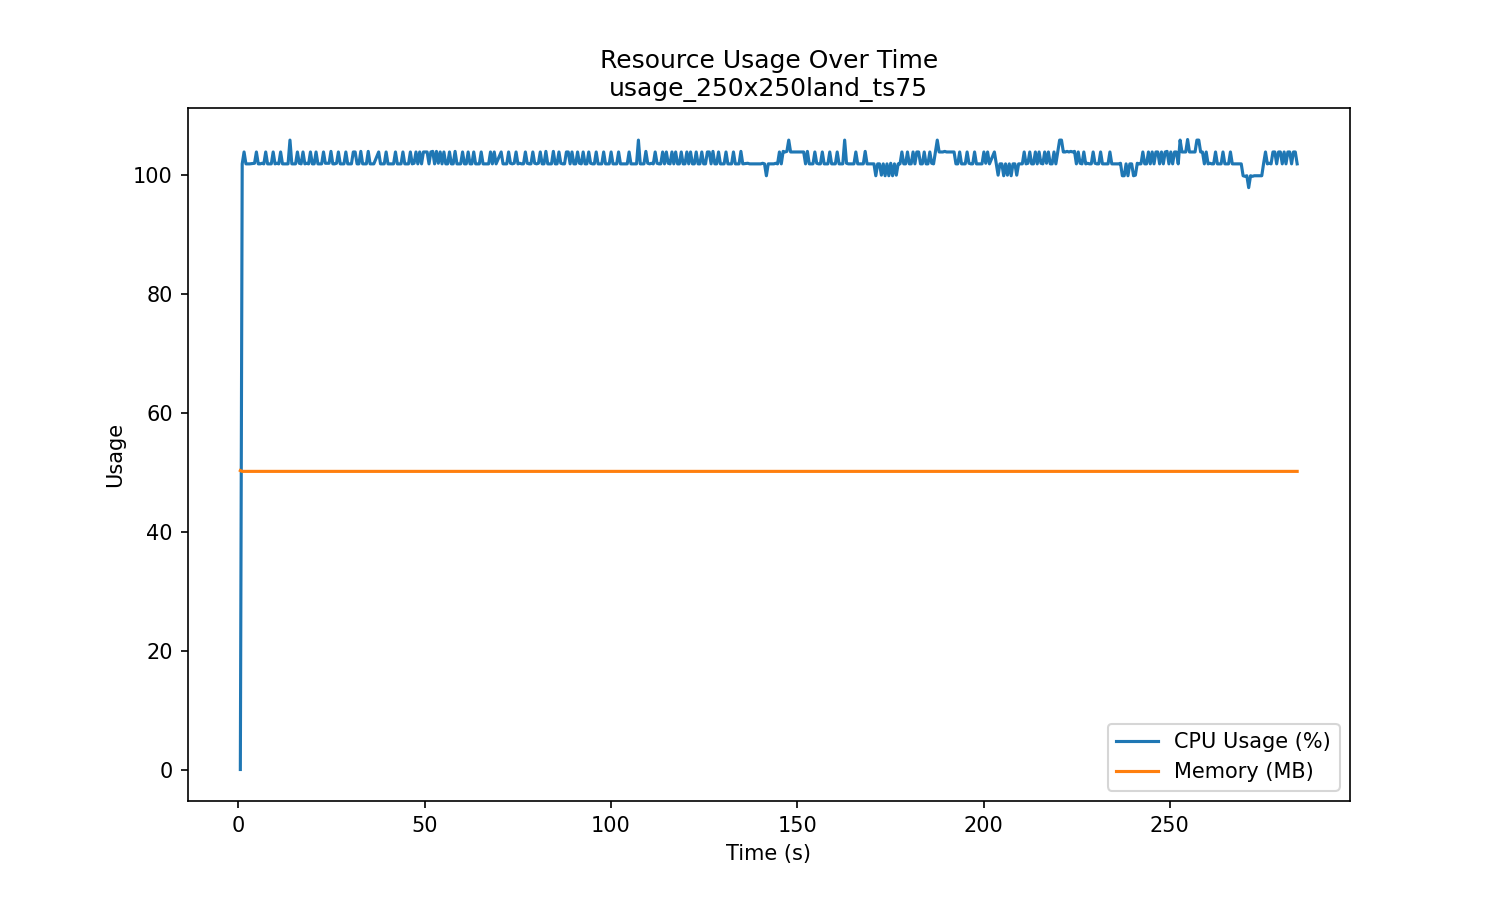 Resource Usage Over Time
usage_250x250land_ts75
100
80
60
40
20
0
Usage
0 50 100 150 200 250
Time (s)
CPU Usage (%)
Memory (MB)